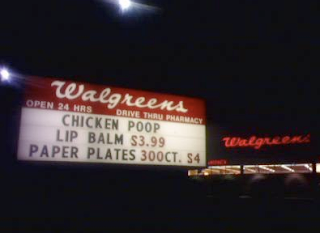 Walgreens
OPEN 24 HRS DRIVE THRU PHARMACY
CHICKEN POOP
LIP BALM $3.99
PAPER PLATES 300CT. $4
Walgreens